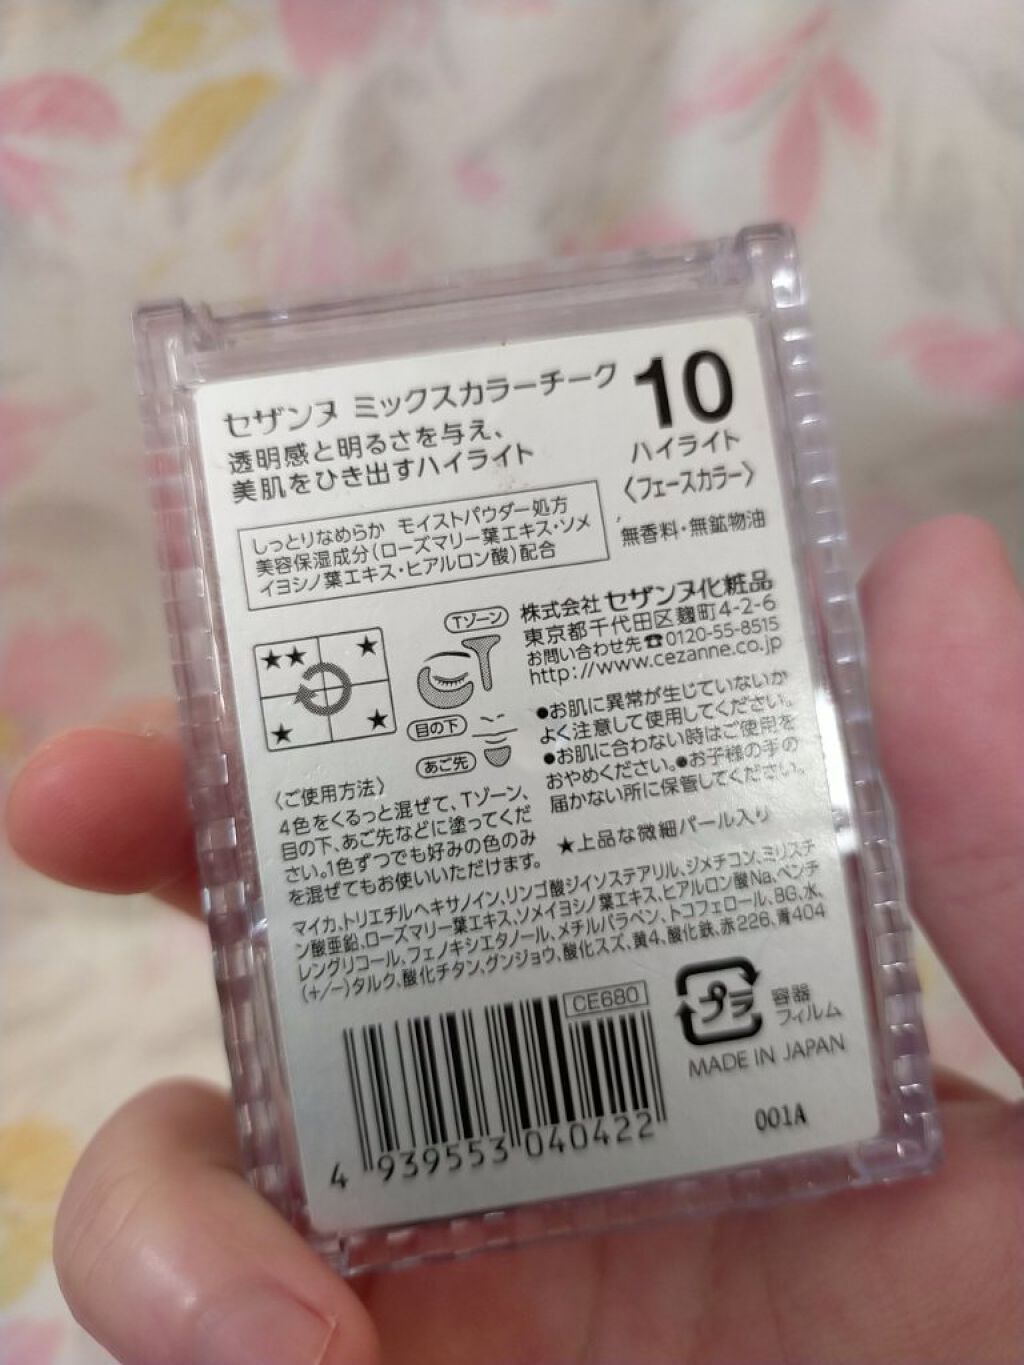 セザンヌ ミックスカラーチーク
透明感と明るさを与え、
美肌をひき出すハイライト
10
ハイライト
〈フェースカラー〉
無香料・無鉱物油
しっとりなめらか モイストパウダー処方
美容保湿成分(ローズマリー葉エキス・ソメ
イヨシノ葉エキス・ヒアルロン酸)配合
★★
★
★
★
Tゾーン
目の下
あご先
株式会社 セザンヌ化粧品
東京都千代田区麹町4-2-6
お問い合わせ先☎0120-55-8515
http://www.cezanne.co.jp
●お肌に異常が生じていないか
よく注意して使用してください。
●お肌に合わない時はご使用を
おやめください。●お子様の手の
届かない所に保管してください。
〈ご使用方法〉
4色をくるっと混ぜて、Tゾーン、
目の下、あご先などに塗ってくだ
さい。1色ずつでも好みの色のみ
を混ぜてもお使いいただけます。
★上品な微細パール入り
マイカ、トリエチルヘキサノイン、リンゴ酸ジイソステアリル、ジメチコン、ミリスチ
ン酸亜鉛、ローズマリー葉エキス、ソメイヨシノ葉エキス、ヒアルロン酸Na、ペンチ
レングリコール、フェノキシエタノール、メチルパラベン、トコフェロール、BG、水、
(+/−)タルク、酸化チタン、グンジョウ、酸化スズ、黄4、酸化鉄、赤226、青404
CE680
4 939553 040422
プラ
容器
フィルム
MADE IN JAPAN
001A